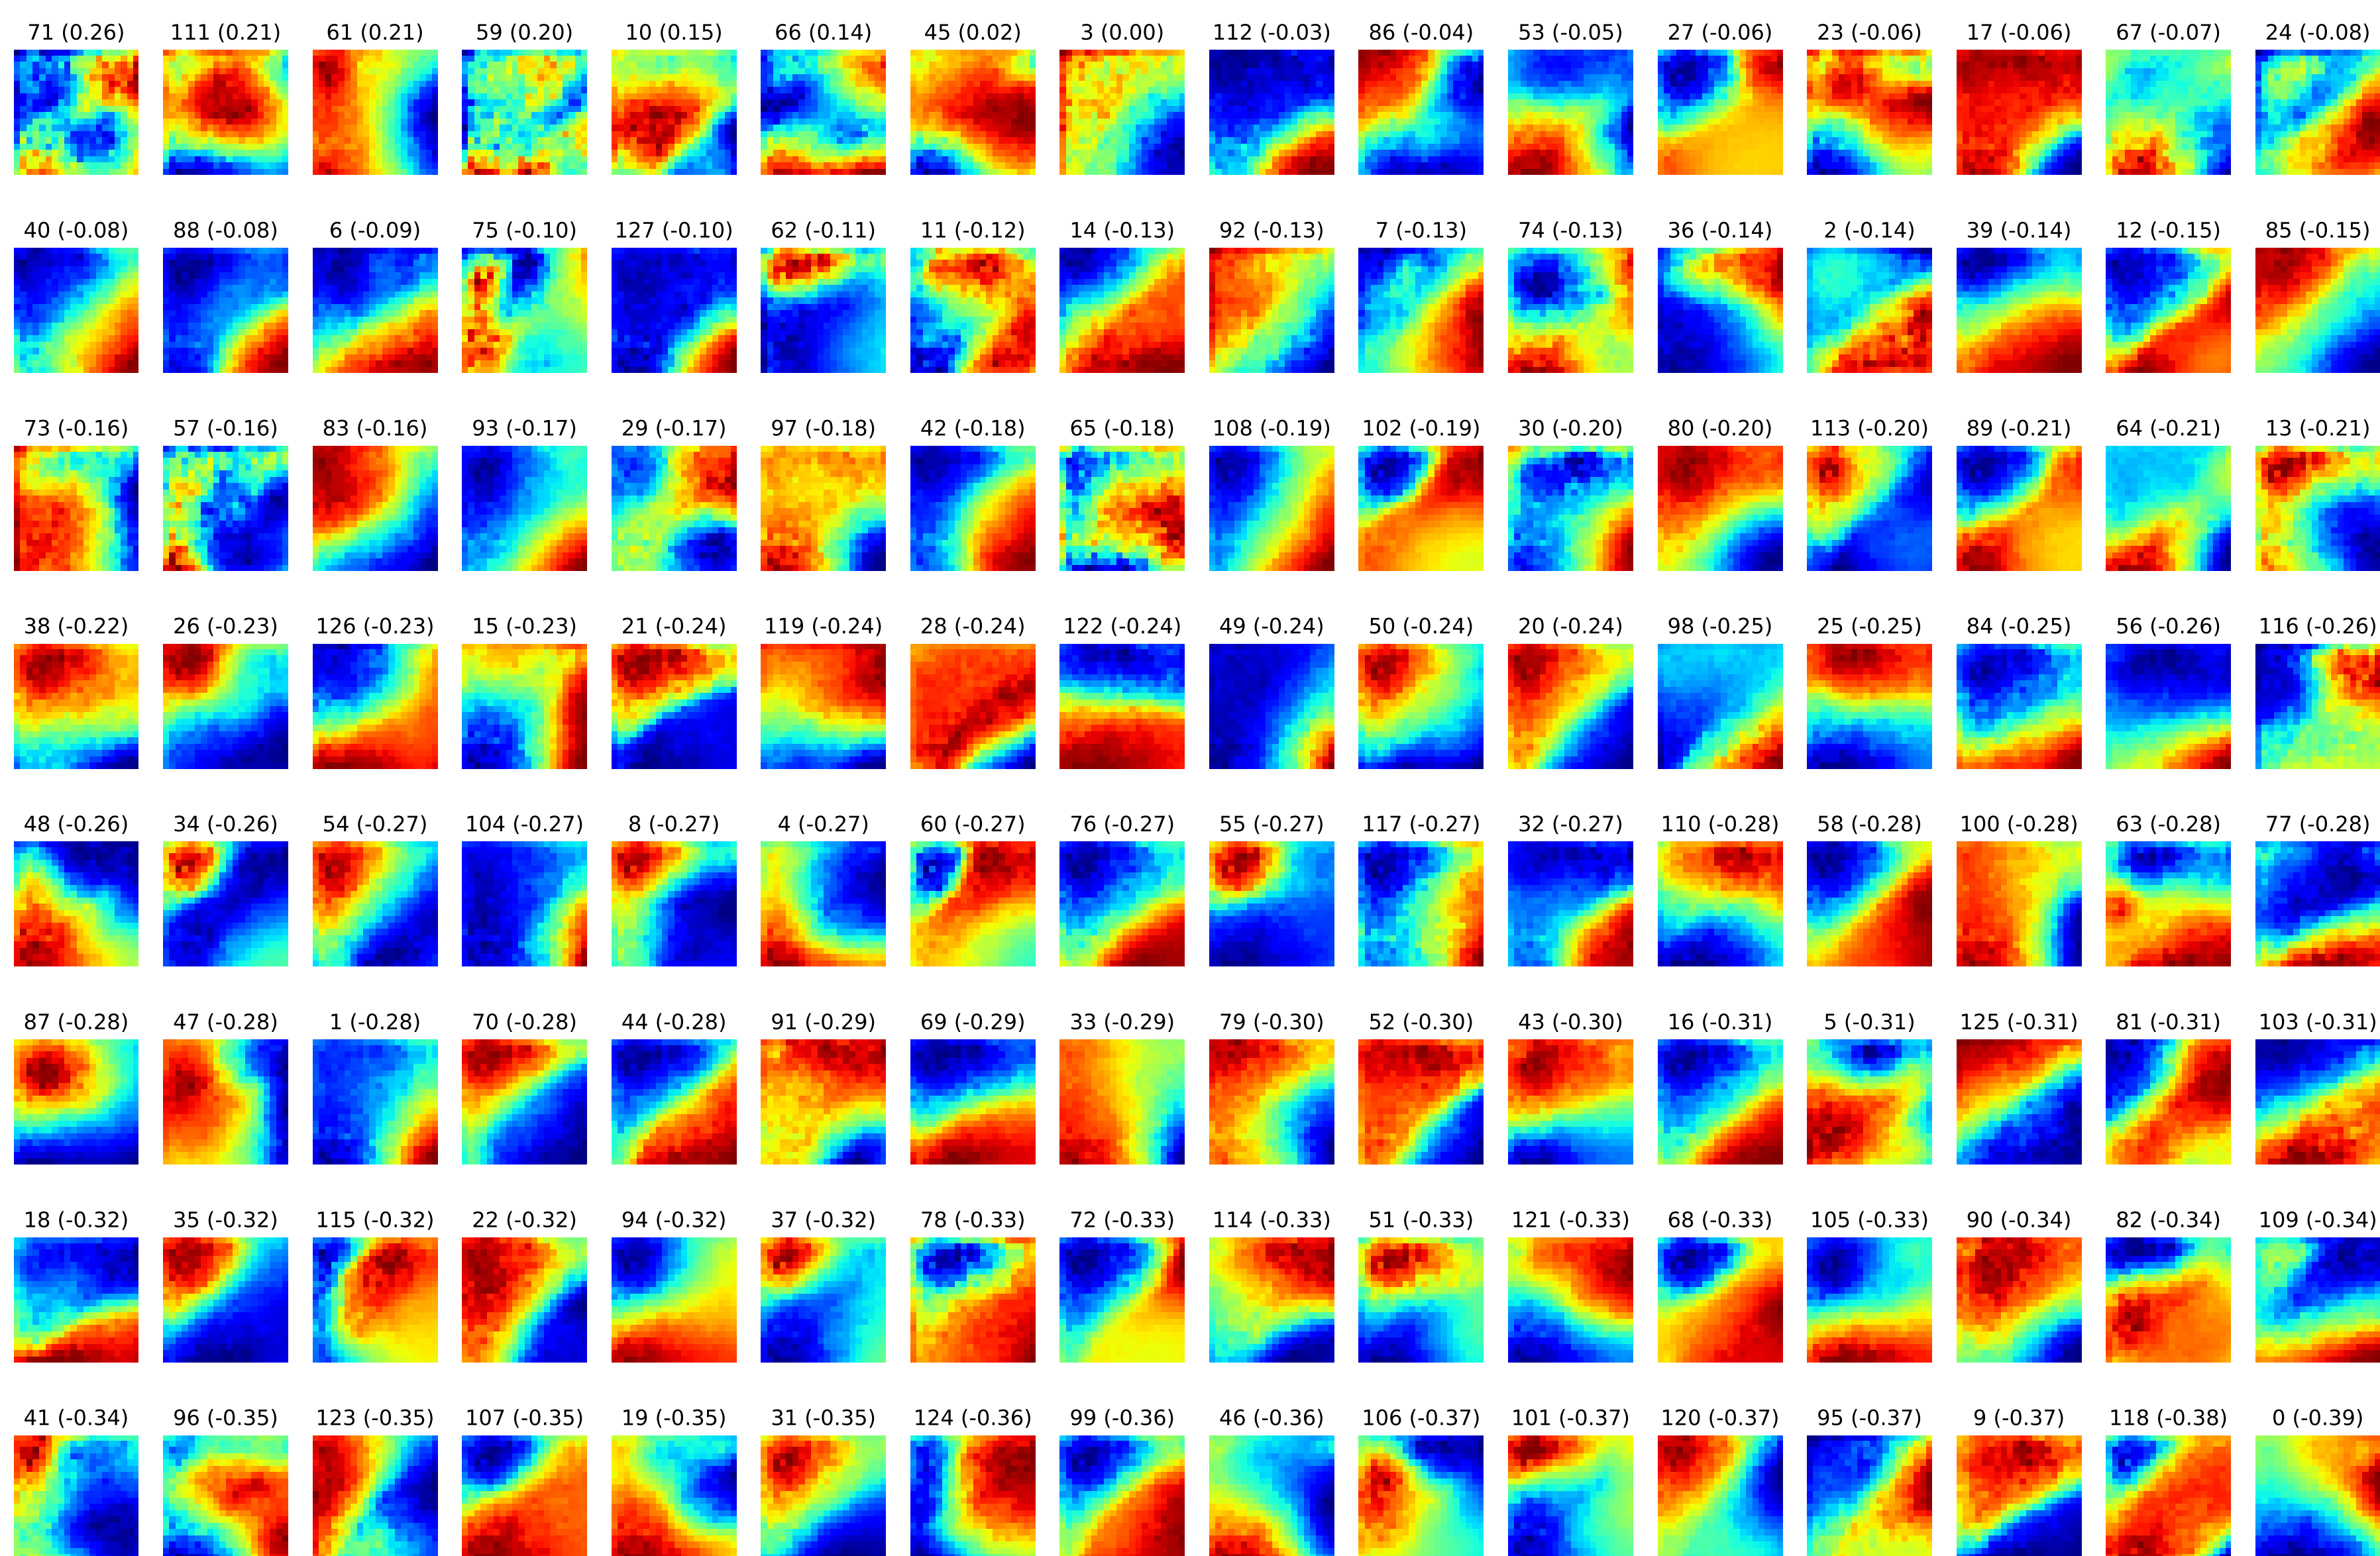 71 (0.26) 111 (0.21) 61 (0.21) 59 (0.20) 10 (0.15) 66 (0.14) 45 (0.02) 3 (0.00) 112 (-0.03) 86 (-0.04) 53 (-0.05) 27 (-0.06) 23 (-0.06) 17 (-0.06) 67 (-0.07) 24 (-0.08)
40 (-0.08) 88 (-0.08) 6 (-0.09) 75 (-0.10) 127 (-0.10) 62 (-0.11) 11 (-0.12) 14 (-0.13) 92 (-0.13) 7 (-0.13) 74 (-0.13) 36 (-0.14) 2 (-0.14) 39 (-0.14) 12 (-0.15) 85 (-0.15)
73 (-0.16) 57 (-0.16) 83 (-0.16) 93 (-0.17) 29 (-0.17) 97 (-0.18) 42 (-0.18) 65 (-0.18) 108 (-0.19) 102 (-0.19) 30 (-0.20) 80 (-0.20) 113 (-0.20) 89 (-0.21) 64 (-0.21) 13 (-0.21)
38 (-0.22) 26 (-0.23) 126 (-0.23) 15 (-0.23) 21 (-0.24) 119 (-0.24) 28 (-0.24) 122 (-0.24) 49 (-0.24) 50 (-0.24) 20 (-0.24) 98 (-0.25) 25 (-0.25) 84 (-0.25) 56 (-0.26) 116 (-0.26)
48 (-0.26) 34 (-0.26) 54 (-0.27) 104 (-0.27) 8 (-0.27) 4 (-0.27) 60 (-0.27) 76 (-0.27) 55 (-0.27) 117 (-0.27) 32 (-0.27) 110 (-0.28) 58 (-0.28) 100 (-0.28) 63 (-0.28) 77 (-0.28)
87 (-0.28) 47 (-0.28) 1 (-0.28) 70 (-0.28) 44 (-0.28) 91 (-0.29) 69 (-0.29) 33 (-0.29) 79 (-0.30) 52 (-0.30) 43 (-0.30) 16 (-0.31) 5 (-0.31) 125 (-0.31) 81 (-0.31) 103 (-0.31)
18 (-0.32) 35 (-0.32) 115 (-0.32) 22 (-0.32) 94 (-0.32) 37 (-0.32) 78 (-0.33) 72 (-0.33) 114 (-0.33) 51 (-0.33) 121 (-0.33) 68 (-0.33) 105 (-0.33) 90 (-0.34) 82 (-0.34) 109 (-0.34)
41 (-0.34) 96 (-0.35) 123 (-0.35) 107 (-0.35) 19 (-0.35) 31 (-0.35) 124 (-0.36) 99 (-0.36) 46 (-0.36) 106 (-0.37) 101 (-0.37) 120 (-0.37) 95 (-0.37) 9 (-0.37) 118 (-0.38) 0 (-0.39)